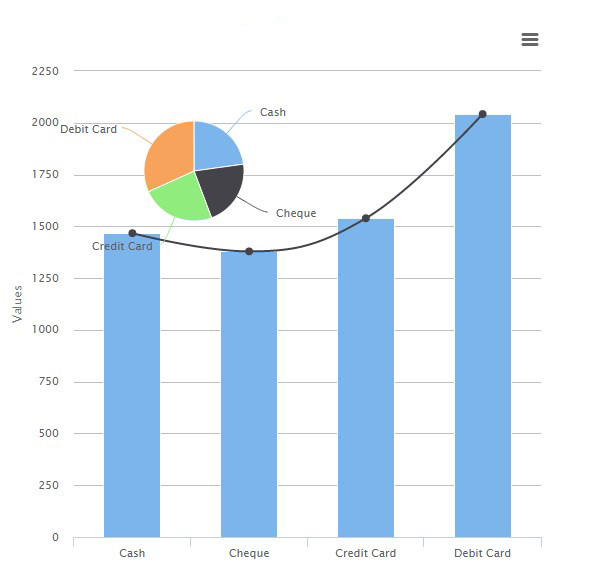 2250
2000
Debit Card
Cash
1750
Cheque
1500
Credit Card
1250
Values
1000
750
500
250
0
Cash
Cheque
Credit Card
Debit Card